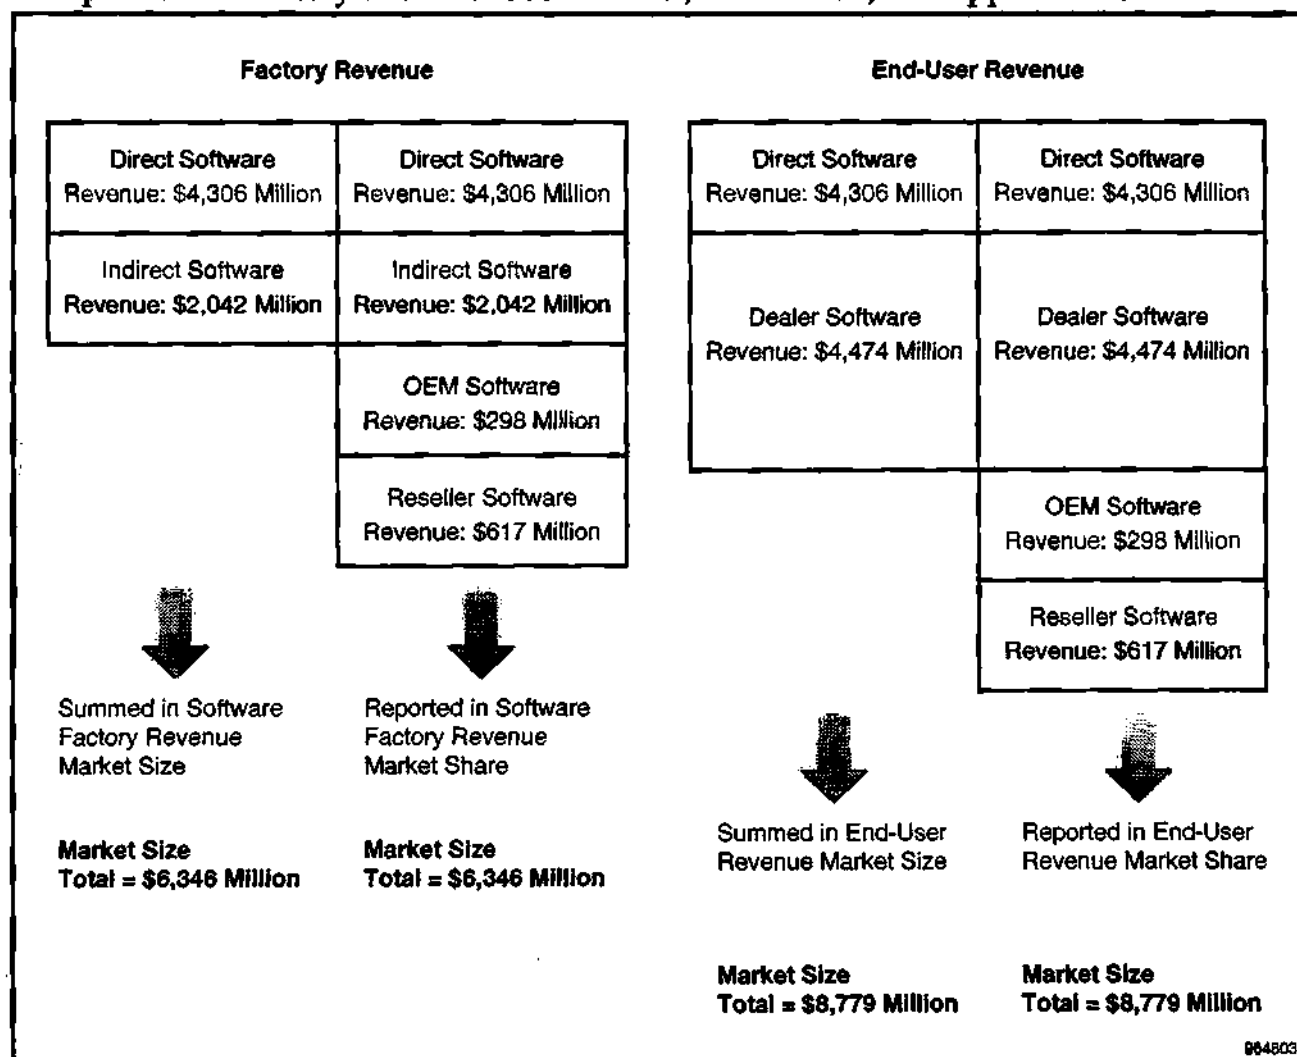 Factory Revenue
End-User Revenue
Direct Software
Revenue: $4,306 Million
Direct Software
Revenue: $4,306 Million
Indirect Software
Revenue: $2,042 Million
Indirect Software
Revenue: $2,042 Million
OEM Software
Revenue: $298 Million
Reseller Software
Revenue: $617 Million
Summed in Software
Factory Revenue
Market Size
Reported in Software
Factory Revenue
Market Share
Market Size
Total = $6,346 Million
Market Size
Total = $6,346 Million
Direct Software
Revenue: $4,306 Million
Direct Software
Revenue: $4,306 Million
Dealer Software
Revenue: $4,474 Million
Dealer Software
Revenue: $4,474 Million
OEM Software
Revenue: $298 Million
Reseller Software
Revenue: $617 Million
Summed in End-User
Revenue Market Size
Reported in End-User
Revenue Market Share
Market Size
Total = $8,779 Million
Market Size
Total = $8,779 Million